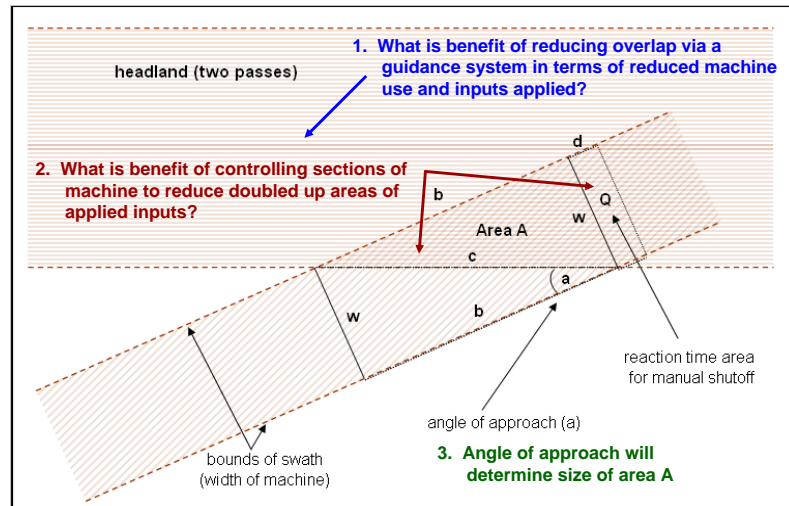 1. What is benefit of reducing overlap via a
guidance system in terms of reduced machine
use and inputs applied?
headland (two passes)
2. What is benefit of controlling sections of
machine to reduce doubled up areas of
applied inputs?
d
b
Q
w
Area A
c
a
w
b
reaction time area
for manual shutoff
angle of approach (a)
bounds of swath
(width of machine)
3. Angle of approach will
determine size of area A